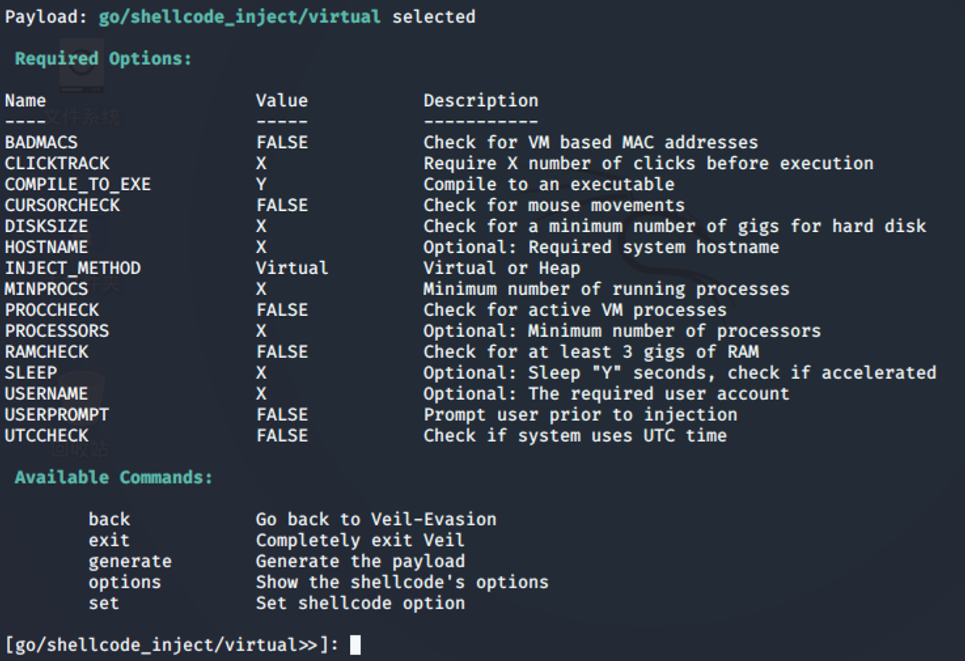 Payload: go/shellcode_inject/virtual selected
Required Options:
Name Value Description
---- ----- -----------
BADMACS FALSE Check for VM based MAC addresses
CLICKTRACK X Require X number of clicks before execution
COMPILE_TO_EXE Y Compile to an executable
CURSORCHECK FALSE Check for mouse movements
DISKSIZE X Check for a minimum number of gigs for hard disk
HOSTNAME X Optional: Required system hostname
INJECT_METHOD Virtual Virtual or Heap
MINPROCS X Minimum number of running processes
PROCCHECK FALSE Check for active VM processes
PROCESSORS X Optional: Minimum number of processors
RAMCHECK FALSE Check for at least 3 gigs of RAM
SLEEP X Optional: Sleep "Y" seconds, check if accelerated
USERNAME X Optional: The required user account
USERPROMPT FALSE Prompt user prior to injection
UTCCHECK FALSE Check if system uses UTC time
Available Commands:
back Go back to Veil-Evasion
exit Completely exit Veil
generate Generate the payload
options Show the shellcode's options
set Set shellcode option
[go/shellcode_inject/virtual>>]: